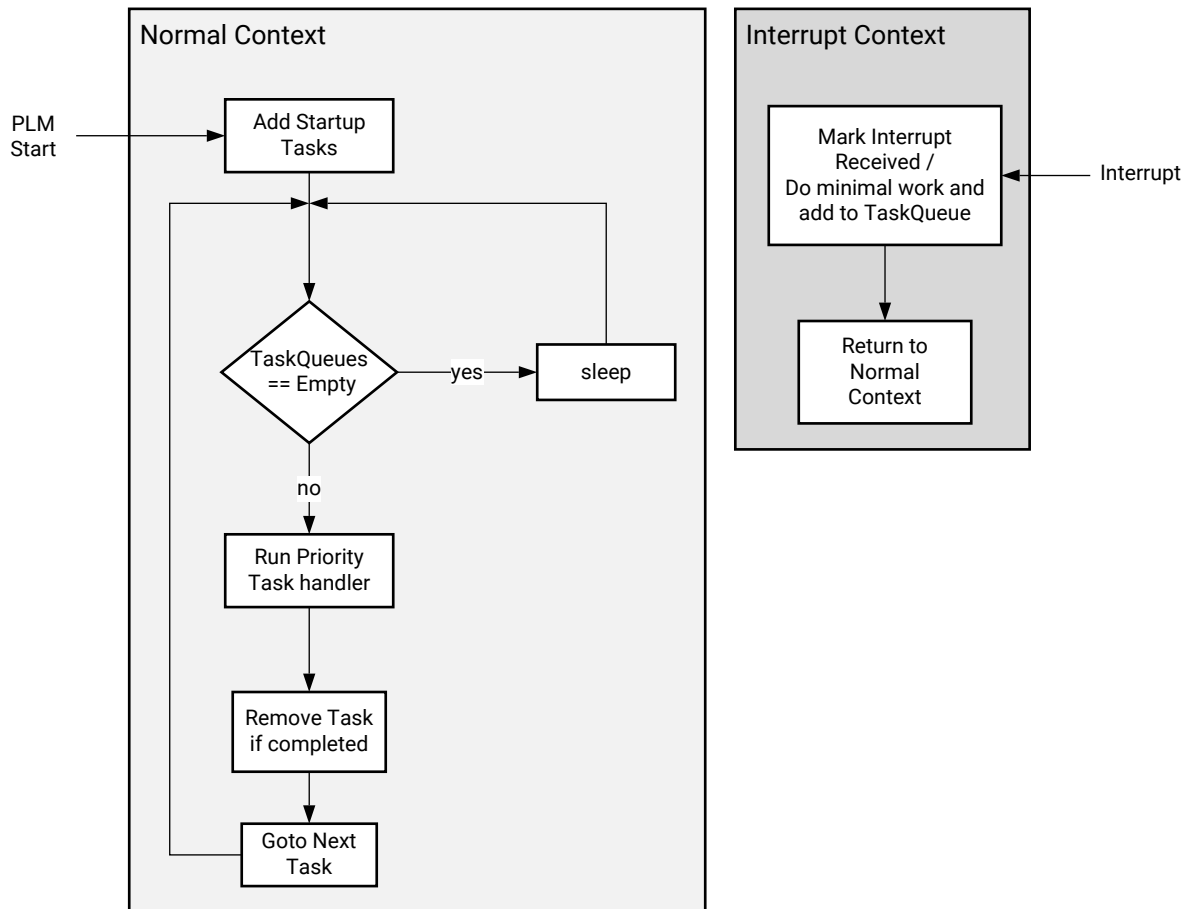 Normal Context
PLM
Start
Add Startup
Tasks
TaskQueues
== Empty
yes
sleep
no
Run Priority
Task handler
Remove Task
if completed
Goto Next
Task
Interrupt Context
Mark Interrupt
Received /
Do minimal work and
add to TaskQueue
Interrupt
Return to
Normal
Context